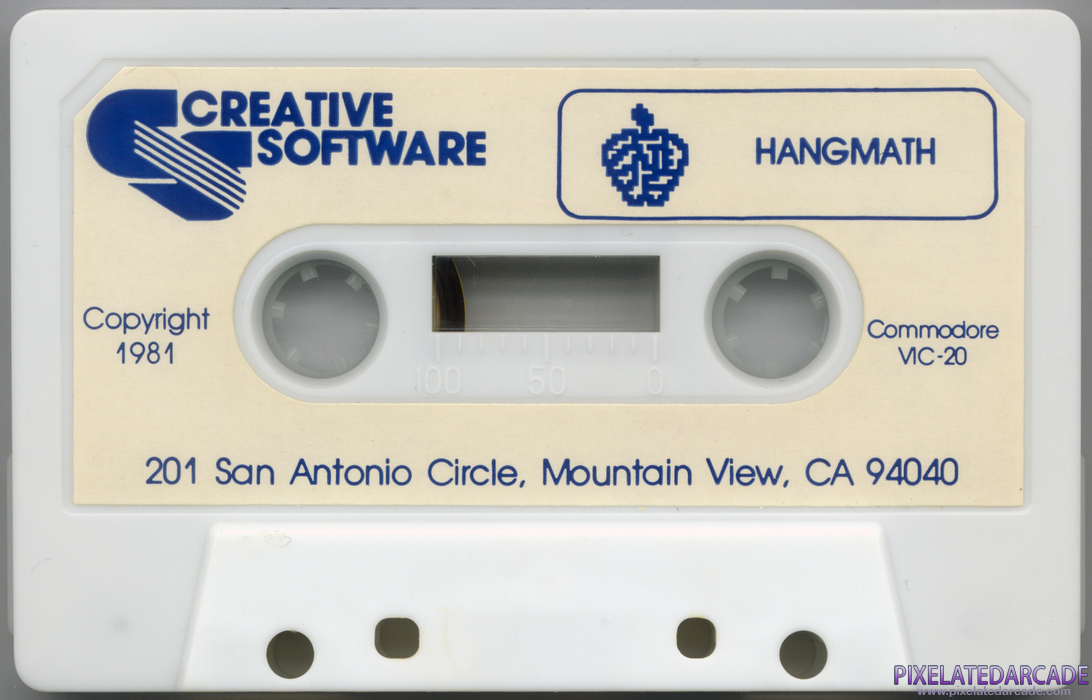 CREATIVE
SOFTWARE
HANGMATH
Copyright
1981
Commodore
VIC-20
100 50 0
201 San Antonio Circle, Mountain View, CA 94040
PIXELATEDARCADE
www.pixelatedarcade.com